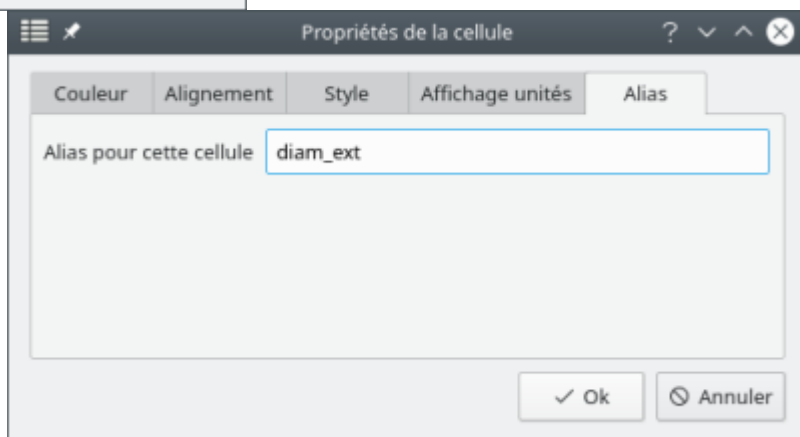 Propriétés de la cellule
Couleur Alignement Style Affichage unités Alias
Alias pour cette cellule diam_ext
Ok Annuler